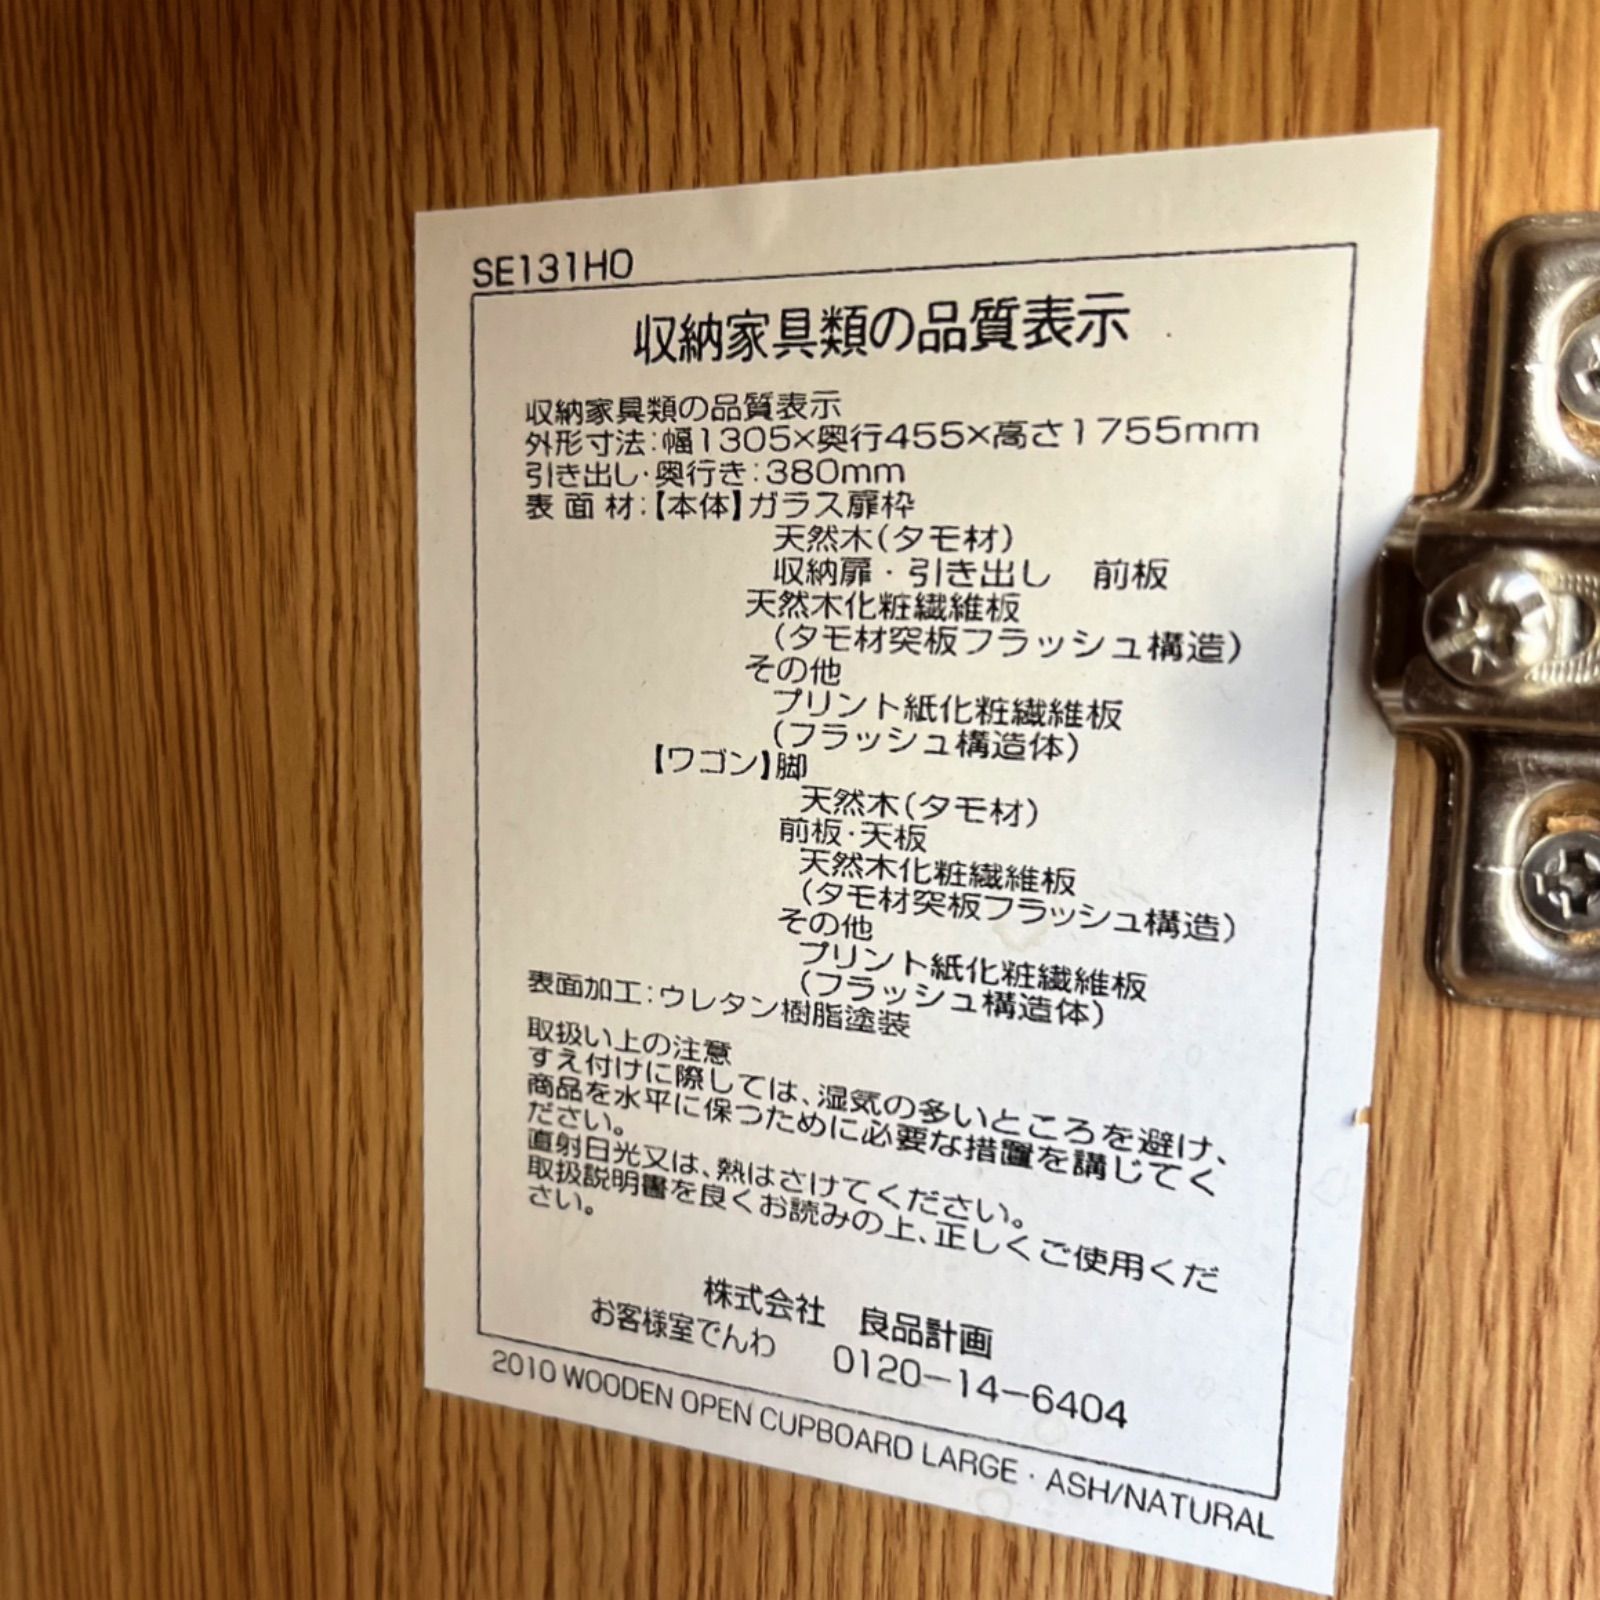 SE131HO
収納家具類の品質表示
収納家具類の品質表示
外形寸法:幅1305×奥行455×高さ1755mm
引き出し・奥行き:380mm
表 面 材:【本体】ガラス扉枠
天然木(タモ材)
収納扉・引き出し　前板
天然木化粧繊維板
(タモ材突板フラッシュ構造)
その他
プリント紙化粧繊維板
(フラッシュ構造体)
【ワゴン】脚
天然木(タモ材)
前板・天板
天然木化粧繊維板
(タモ材突板フラッシュ構造)
その他
プリント紙化粧繊維板
(フラッシュ構造体)
表面加工:ウレタン樹脂塗装
取扱い上の注意
すえ付けに際しては、湿気の多いところを避け、
商品を水平に保つために必要な措置を講じてく
ださい。
直射日光又は、熱はさけてください。
取扱説明書を良くお読みの上、正しくご使用くだ
さい。
株式会社　良品計画
お客様室でんわ　0120-14-6404
2010 WOODEN OPEN CUPBOARD LARGE・ASH/NATURAL